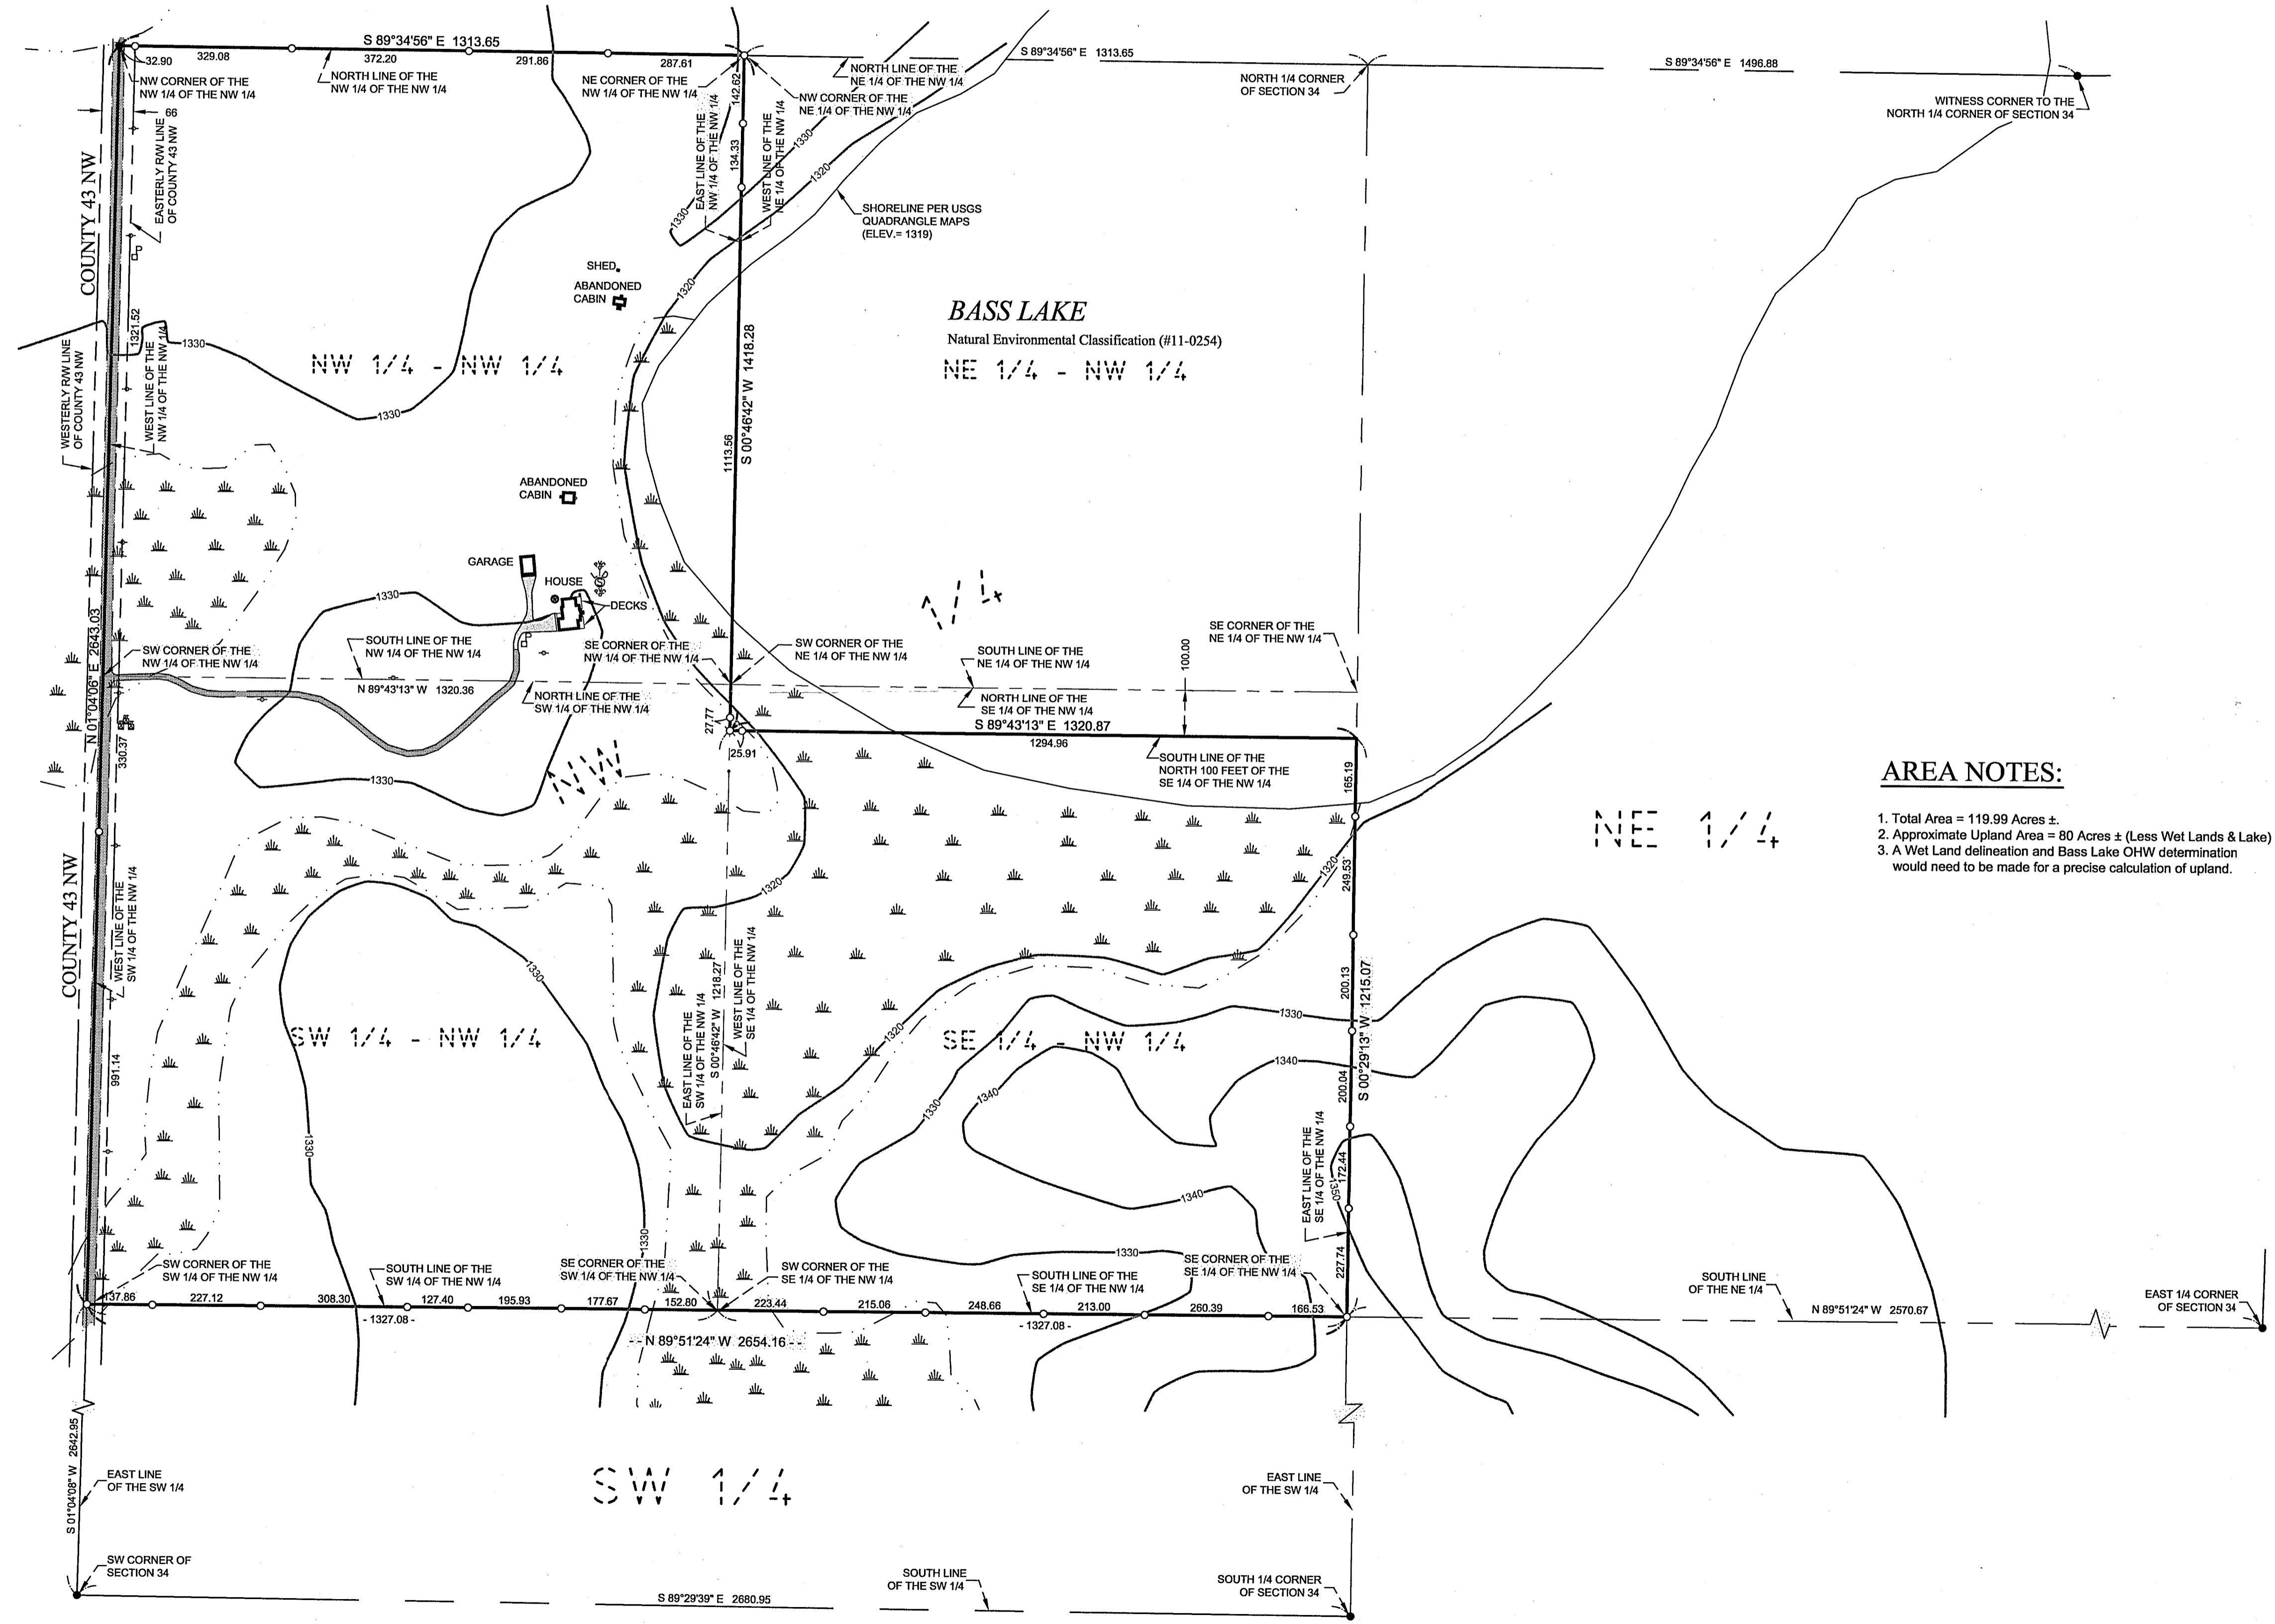 S 89°34'56" E 1313.65
32.90
329.08
372.20
291.86
287.61
NW CORNER OF THE
NW 1/4 OF THE NW 1/4
NORTH LINE OF THE
NW 1/4 OF THE NW 1/4
NE CORNER OF THE
NW 1/4 OF THE NW 1/4
NORTH LINE OF THE
NE 1/4 OF THE NW 1/4
NW CORNER OF THE
NE 1/4 OF THE NW 1/4
S 89°34'56" E 1313.65
NORTH 1/4 CORNER
OF SECTION 34
S 89°34'56" E 1496.88
WITNESS CORNER TO THE
NORTH 1/4 CORNER OF SECTION 34
66
EASTERLY R/W LINE
OF COUNTY 43 NW
COUNTY 43 NW
142.62
134.33
EAST LINE OF THE
NW 1/4 OF THE NW 1/4
WEST LINE OF THE
NE 1/4 OF THE NW 1/4
1330
1320
1330
SHORELINE PER USGS
QUADRANGLE MAPS
(ELEV.= 1319)
SHED
ABANDONED
CABIN
1320
BASS LAKE
Natural Environmental Classification (#11-0254)
NE 1/4 - NW 1/4
NW 1/4 - NW 1/4
P
1321.52
1330
1330
WESTERLY R/W LINE
OF COUNTY 43 NW
WEST LINE OF THE
NW 1/4 OF THE NW 1/4
1113.56
S 00°46'42" W 1418.28
ABANDONED
CABIN
GARAGE
HOUSE
DECKS
1330
N 01°04'06" E 2643.03
SW CORNER OF THE
NW 1/4 OF THE NW 1/4
SOUTH LINE OF THE
NW 1/4 OF THE NW 1/4
P
SE CORNER OF THE
NW 1/4 OF THE NW 1/4
SW CORNER OF THE
NE 1/4 OF THE NW 1/4
SOUTH LINE OF THE
NE 1/4 OF THE NW 1/4
1/4
100.00
SE CORNER OF THE
NE 1/4 OF THE NW 1/4
N 89°43'13" W 1320.36
NORTH LINE OF THE
SW 1/4 OF THE NW 1/4
NORTH LINE OF THE
SE 1/4 OF THE NW 1/4
27.77
25.91
S 89°43'13" E 1320.87
1294.96
SOUTH LINE OF THE
NORTH 100 FEET OF THE
SE 1/4 OF THE NW 1/4
330.37
1330
NW
165.19
249.53
1320
1320
NE 1/4
AREA NOTES:
1. Total Area = 119.99 Acres ±.
2. Approximate Upland Area = 80 Acres ± (Less Wet Lands & Lake)
3. A Wet Land delineation and Bass Lake OHW determination
would need to be made for a precise calculation of upland.
COUNTY 43 NW
WEST LINE OF THE
SW 1/4 OF THE NW 1/4
991.14
1330
SW 1/4 - NW 1/4
EAST LINE OF THE
SW 1/4 OF THE NW 1/4
S 00°46'42" W 1218.27
WEST LINE OF THE
SE 1/4 OF THE NW 1/4
1320
SE 1/4 - NW 1/4
1330
200.13
S 00°29'13" W 1215.07
1340
200.04
1340
1330
1330
EAST LINE OF THE
SE 1/4 OF THE NW 1/4
172.44
1350
1340
1330
1330
227.74
SW CORNER OF THE
SW 1/4 OF THE NW 1/4
SOUTH LINE OF THE
SW 1/4 OF THE NW 1/4
SE CORNER OF THE
SW 1/4 OF THE NW 1/4
SW CORNER OF THE
SE 1/4 OF THE NW 1/4
SOUTH LINE OF THE
SE 1/4 OF THE NW 1/4
SE CORNER OF THE
SE 1/4 OF THE NW 1/4
137.86
227.12
308.30
127.40
195.93
177.67
152.80
223.44
215.06
248.66
213.00
260.39
166.53
- 1327.08 -
- 1327.08 -
-- N 89°51'24" W 2654.16 --
SOUTH LINE
OF THE NE 1/4
N 89°51'24" W 2570.67
EAST 1/4 CORNER
OF SECTION 34
S 01°04'08" W 2642.95
EAST LINE
OF THE SW 1/4
SW 1/4
EAST LINE
OF THE SW 1/4
SW CORNER OF
SECTION 34
S 89°29'39" E 2680.95
SOUTH LINE
OF THE SW 1/4
SOUTH 1/4 CORNER
OF SECTION 34